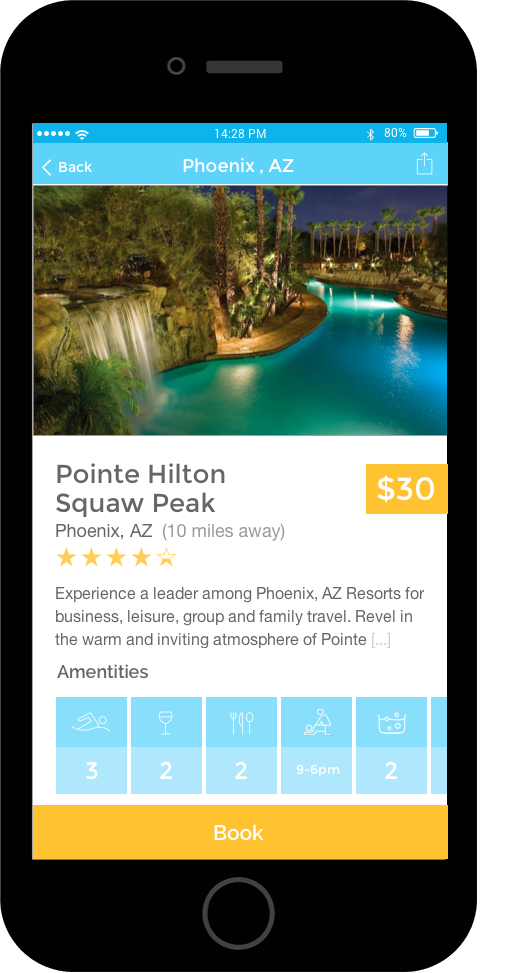 14:28 PM 80%
Back Phoenix , AZ
Pointe Hilton
Squaw Peak
$30
Phoenix, AZ (10 miles away)
Experience a leader among Phoenix, AZ Resorts for
business, leisure, group and family travel. Revel in
the warm and inviting atmosphere of Pointe [...]
Amentities
3 2 2 9-6pm 2
Book